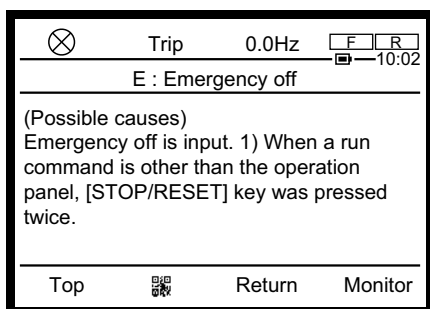 Trip 0.0Hz F R
10:02
E : Emergency off
(Possible causes)
Emergency off is input. 1) When a run
command is other than the operation
panel, [STOP/RESET] key was pressed
twice.
Top Return Monitor